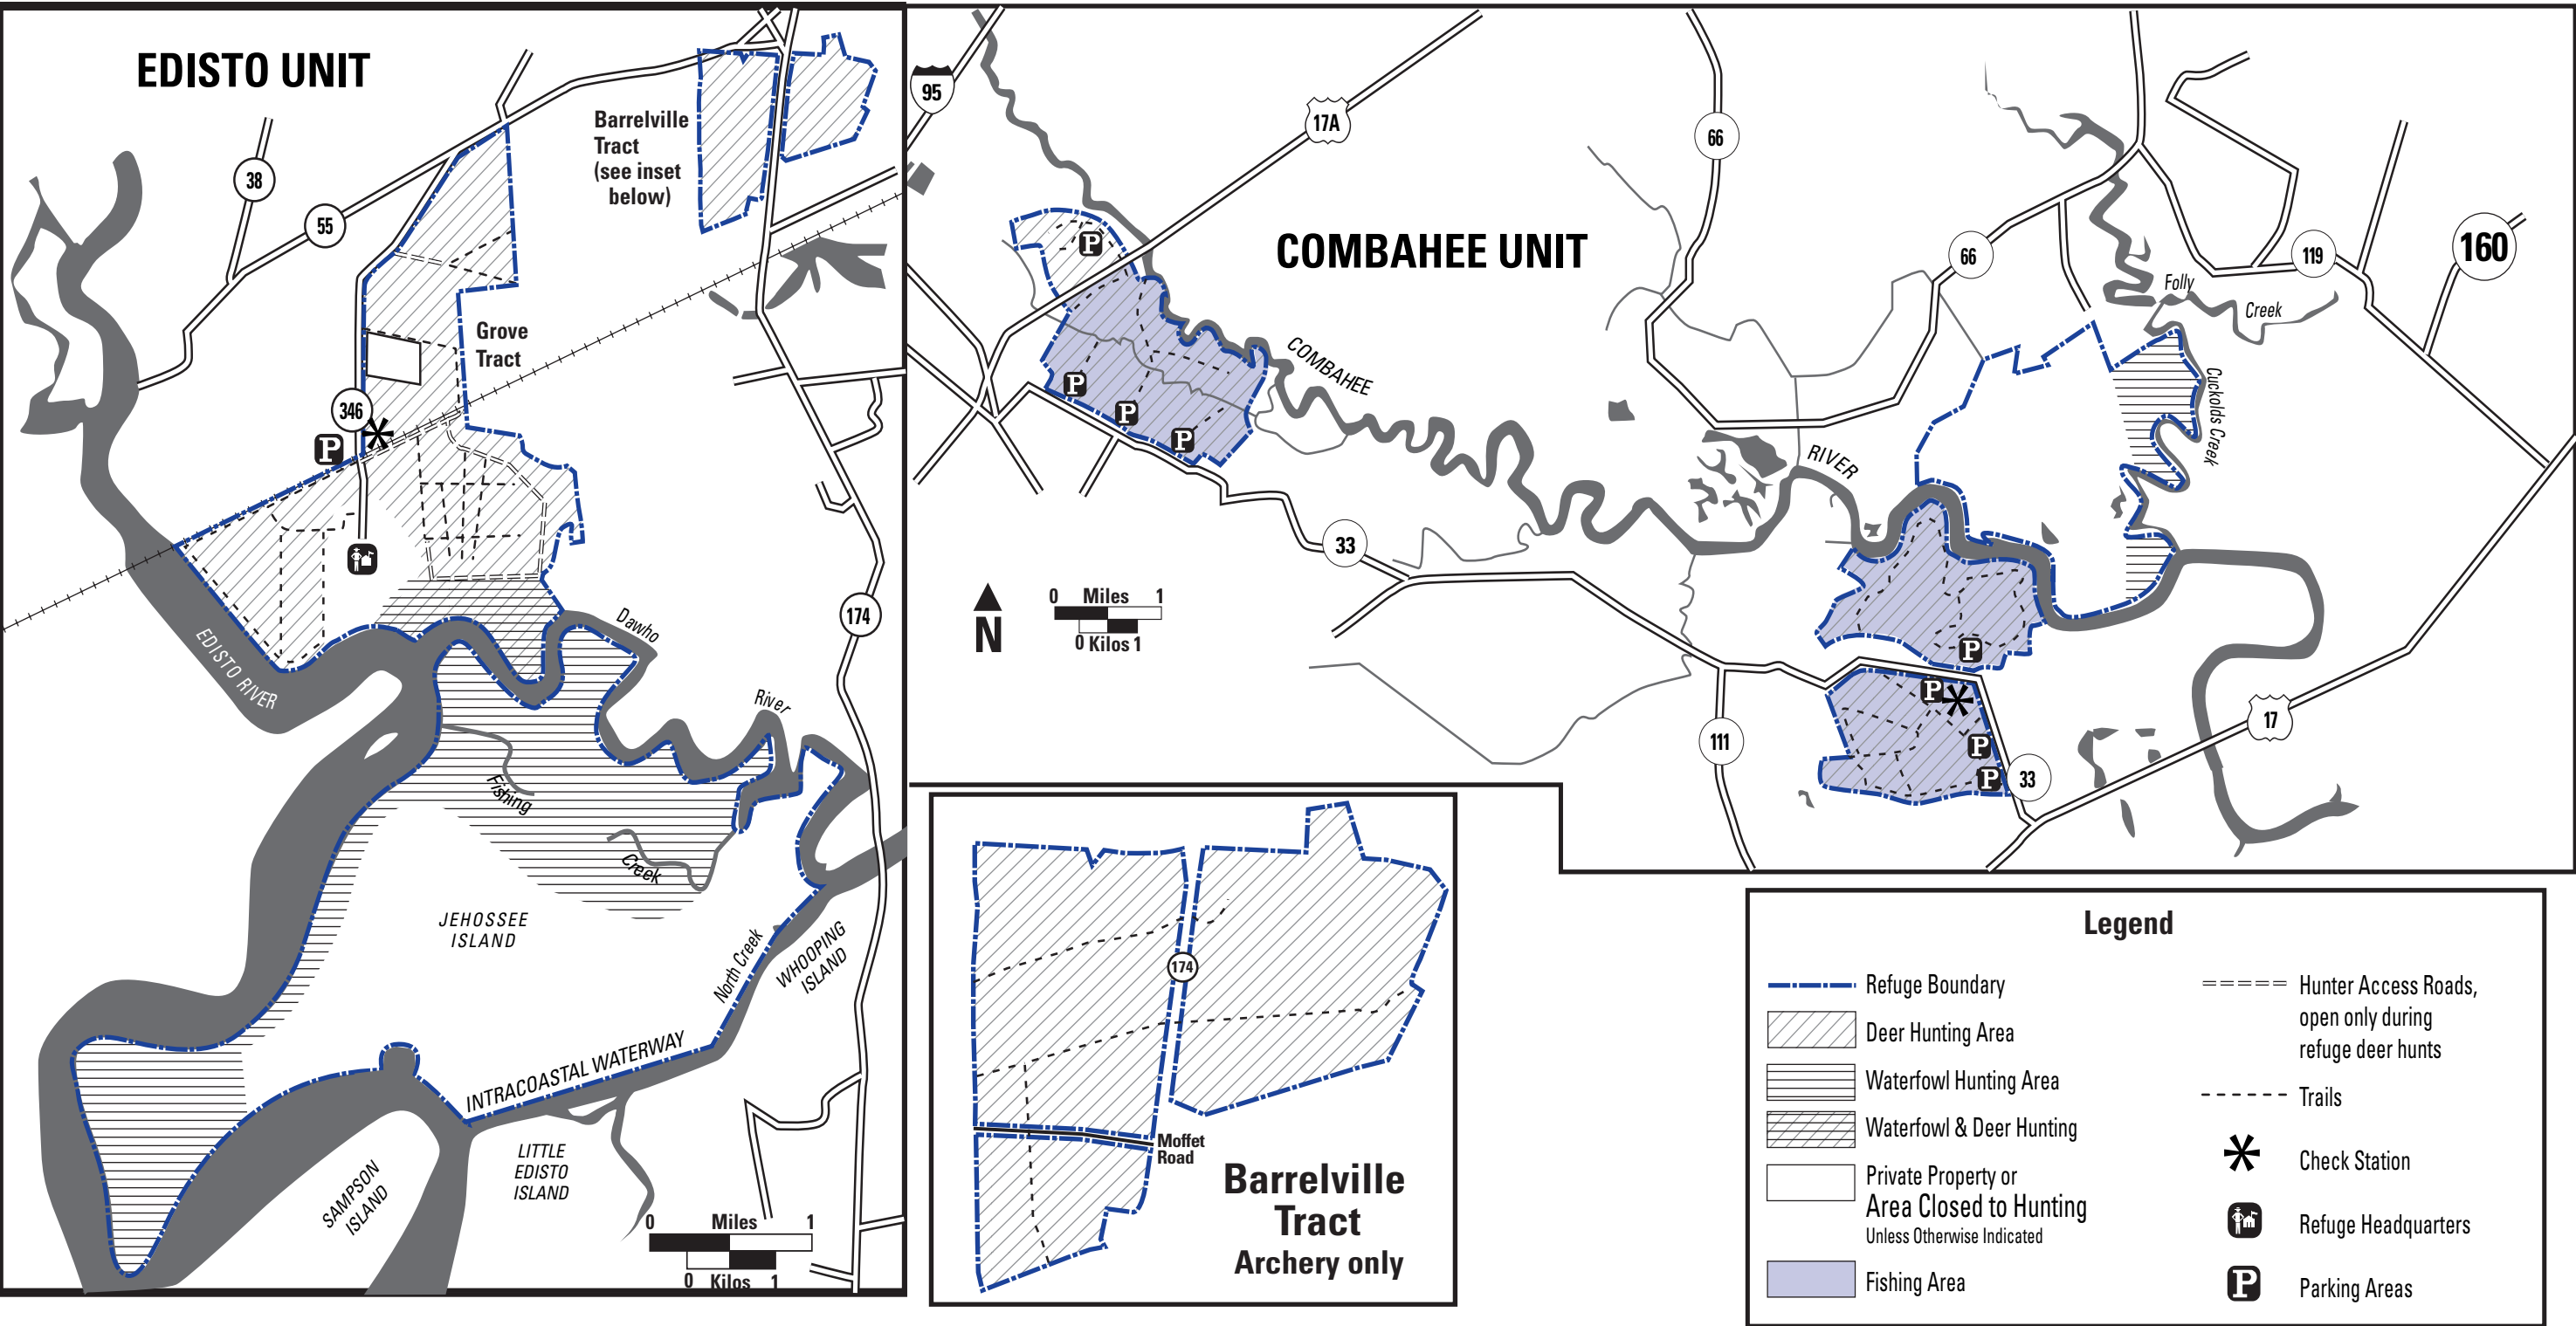 EDISTO UNIT
38
55
Barrelville
Tract
(see inset
below)
Grove
Tract
346
P
EDISTO RIVER
Dawho
River
174
Fishing
Creek
JEHOSSEE
ISLAND
North Creek
WHOOPING
ISLAND
INTRACOASTAL WATERWAY
SAMPSON
ISLAND
LITTLE
EDISTO
ISLAND
0 Miles 1
0 Kilos 1
COMBAHEE UNIT
95
17A
66
66
119
160
P
P
P
P
COMBAHEE
RIVER
Folly
Creek
Cuckolds Creek
33
N
0 Miles 1
0 Kilos 1
P
P
P
P
111
33
17
174
Moffet
Road
Barrelville
Tract
Archery only
Legend
Refuge Boundary
Deer Hunting Area
Waterfowl Hunting Area
Waterfowl & Deer Hunting
Private Property or
Area Closed to Hunting
Unless Otherwise Indicated
Fishing Area
Hunter Access Roads,
open only during
refuge deer hunts
Trails
Check Station
Refuge Headquarters
P Parking Areas